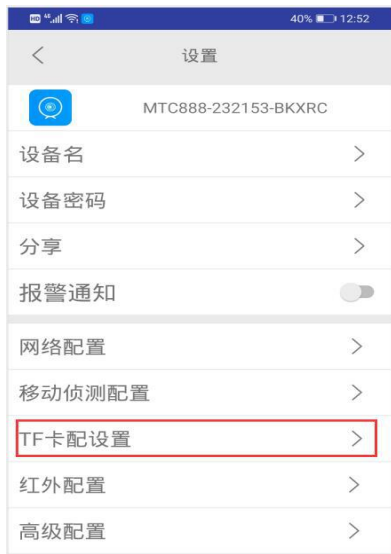 HD 4G 40% 12:52
设置
MTC888-232153-BKXRC
设备名
设备密码
分享
报警通知
网络配置
移动侦测配置
TF卡配设置
红外配置
高级配置